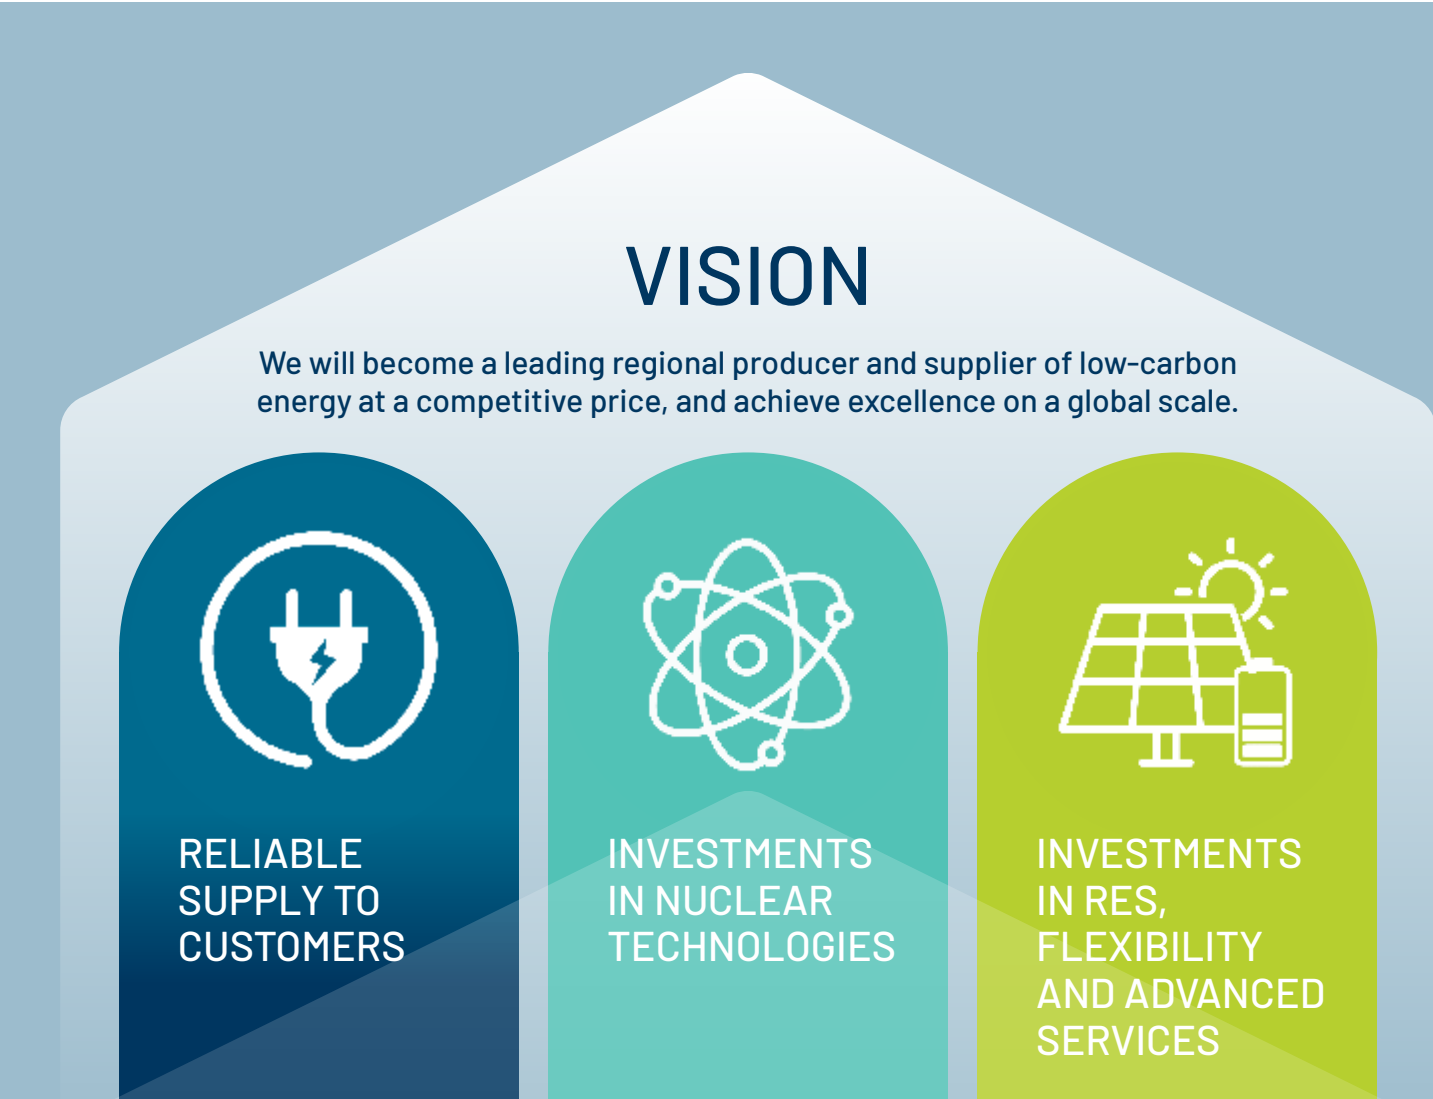 VISION
We will become a leading regional producer and supplier of low-carbon
energy at a competitive price, and achieve excellence on a global scale.
RELIABLE
SUPPLY TO
CUSTOMERS
INVESTMENTS
IN NUCLEAR
TECHNOLOGIES
INVESTMENTS
IN RES,
FLEXIBILITY
AND ADVANCED
SERVICES